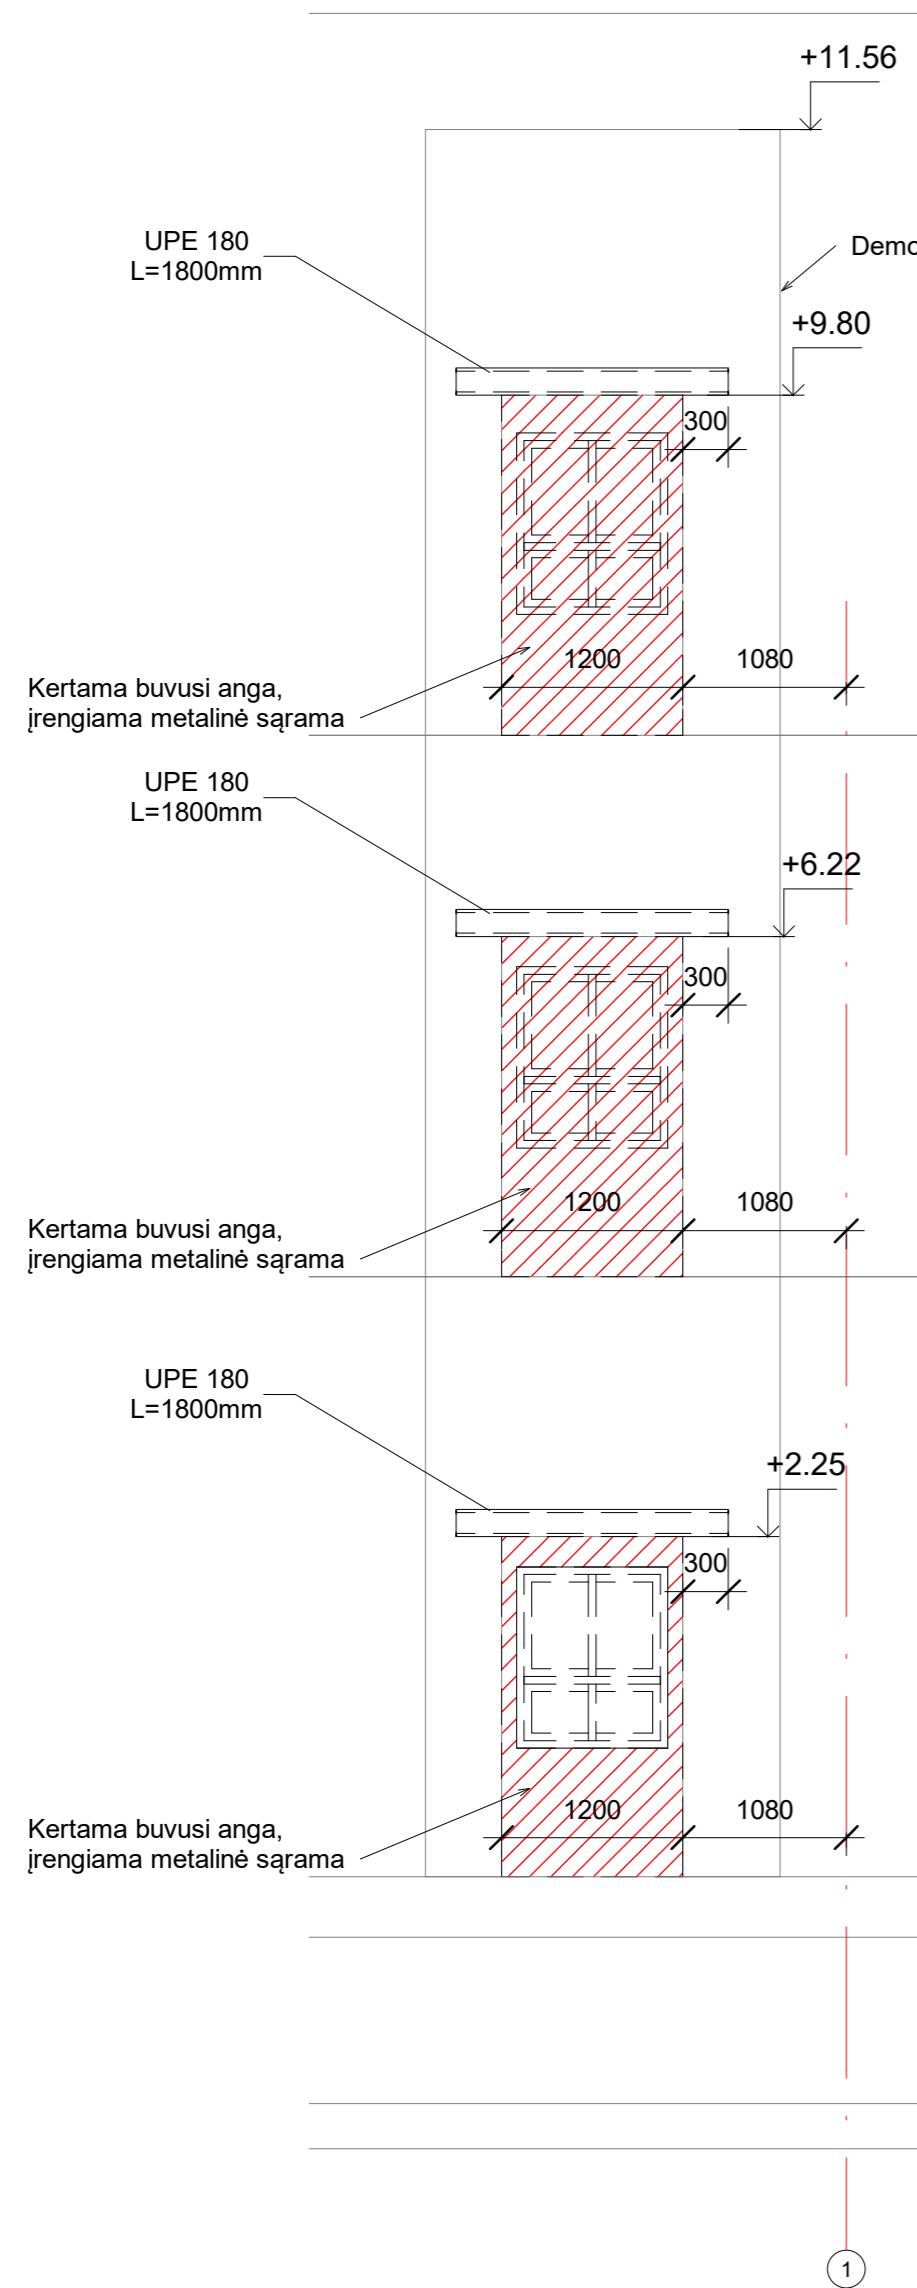 +11.56
UPE 180
L=1800mm
Demo
+9.80
300
1200
1080
Kertama buvusi anga,
įrengiama metalinė sąrama
UPE 180
L=1800mm
+6.22
300
1200
1080
Kertama buvusi anga,
įrengiama metalinė sąrama
UPE 180
L=1800mm
+2.25
300
1200
1080
Kertama buvusi anga,
įrengiama metalinė sąrama
1